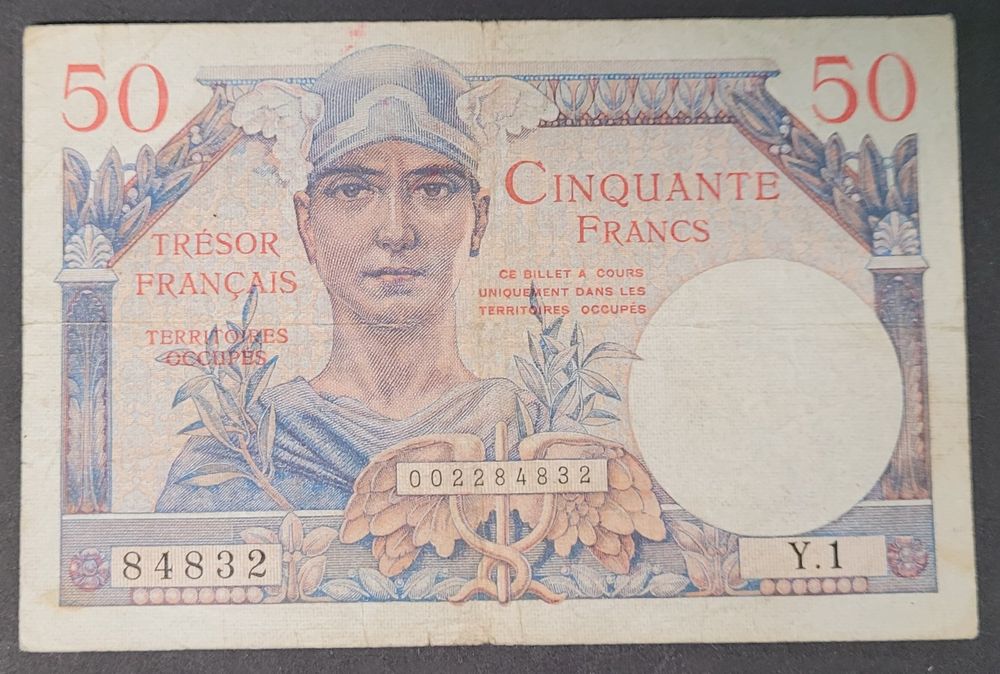 50
50
CINQUANTE
FRANCS
TRÉSOR
FRANÇAIS
CE BILLET A COURS
UNIQUEMENT DANS LES
TERRITOIRES OCCUPÉS
TERRITOIRES
OCCUPÉS
002284832
84832
Y.1